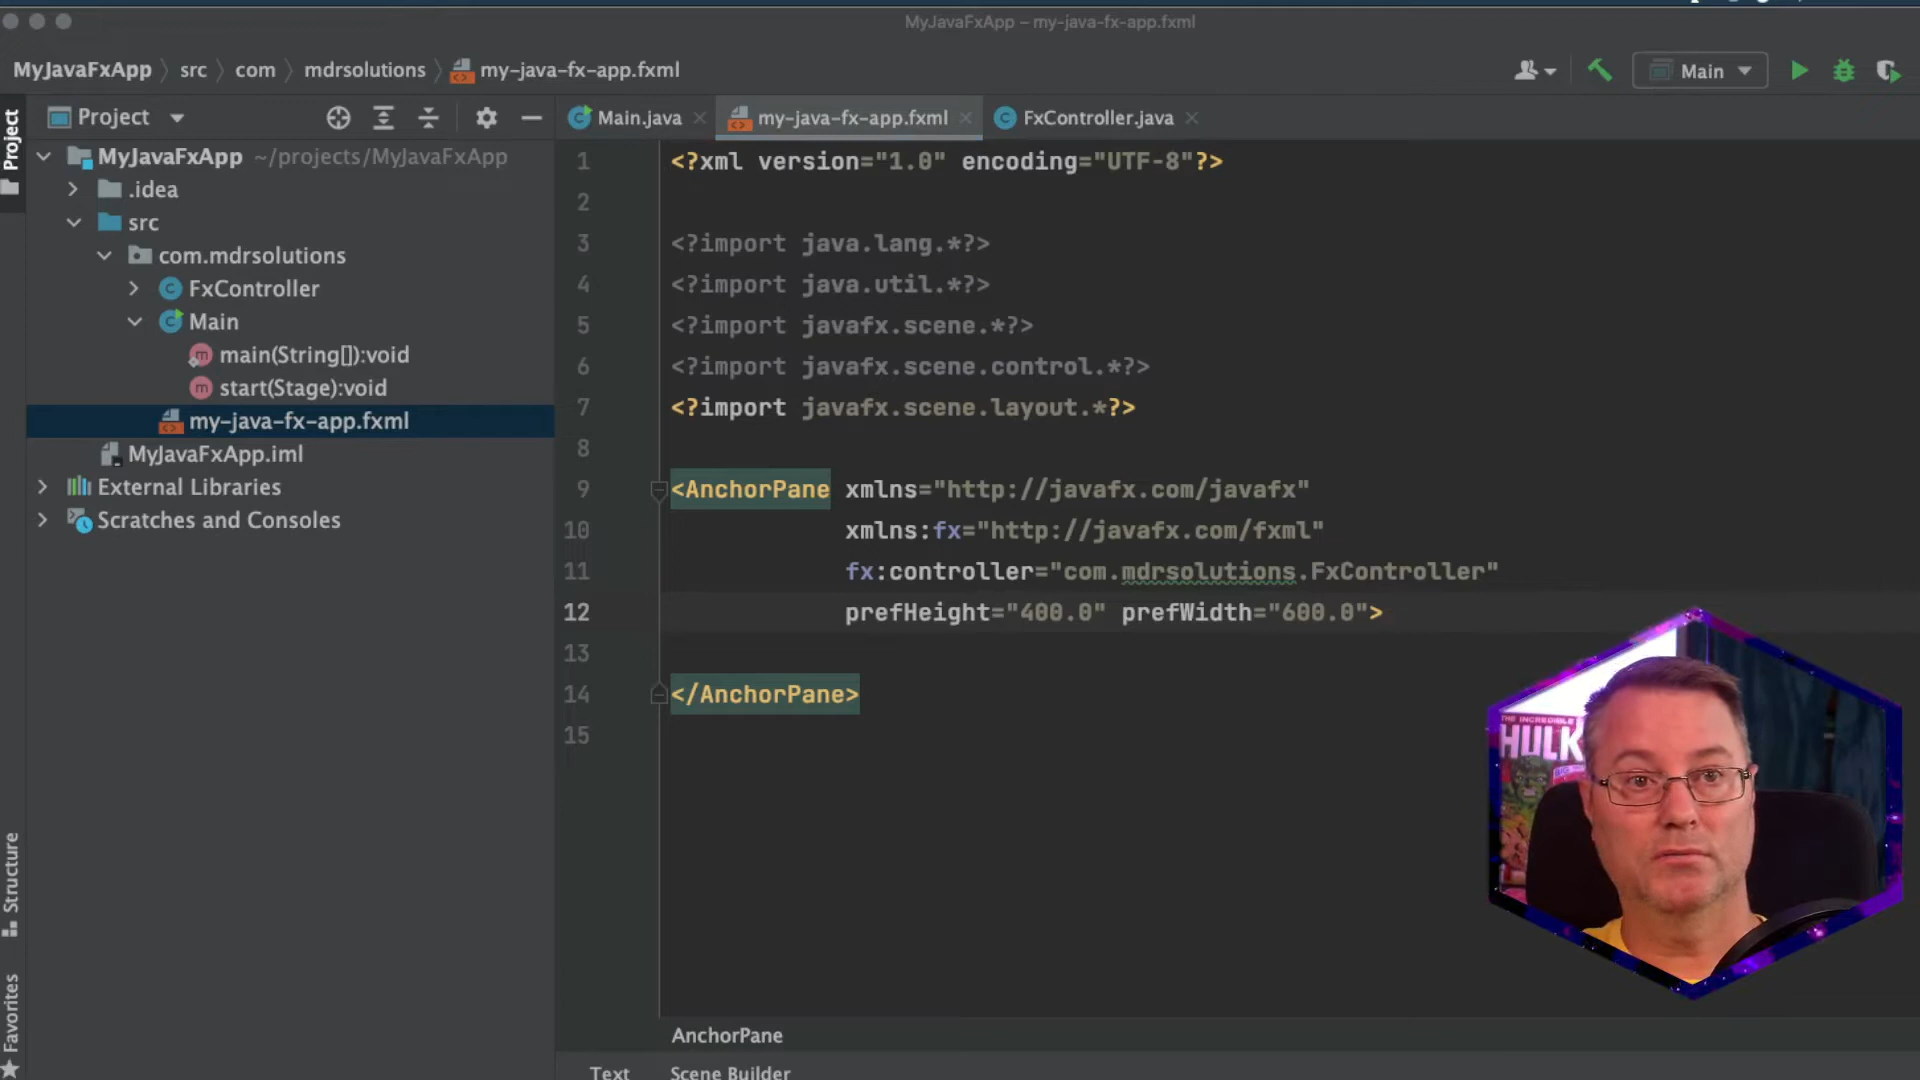 MyJavaFxApp – my-java-fx-app.fxml
MyJavaFxApp src com mdrsolutions my-java-fx-app.fxml
Main
Project
Project
Main.java my-java-fx-app.fxml FxController.java
MyJavaFxApp ~/projects/MyJavaFxApp
.idea
src
com.mdrsolutions
FxController
Main
main(String[]):void
start(Stage):void
my-java-fx-app.fxml
MyJavaFxApp.iml
External Libraries
Scratches and Consoles
1 <?xml version="1.0" encoding="UTF-8"?>
2
3 <?import java.lang.*?>
4 <?import java.util.*?>
5 <?import javafx.scene.*?>
6 <?import javafx.scene.control.*?>
7 <?import javafx.scene.layout.*?>
8
9 <AnchorPane xmlns="http://javafx.com/javafx"
10 xmlns:fx="http://javafx.com/fxml"
11 fx:controller="com.mdrsolutions.FxController"
12 prefHeight="400.0" prefWidth="600.0">
13
14 </AnchorPane>
15
THE INCREDIBLE
HULK
Structure
Favorites
AnchorPane
Text Scene Builder